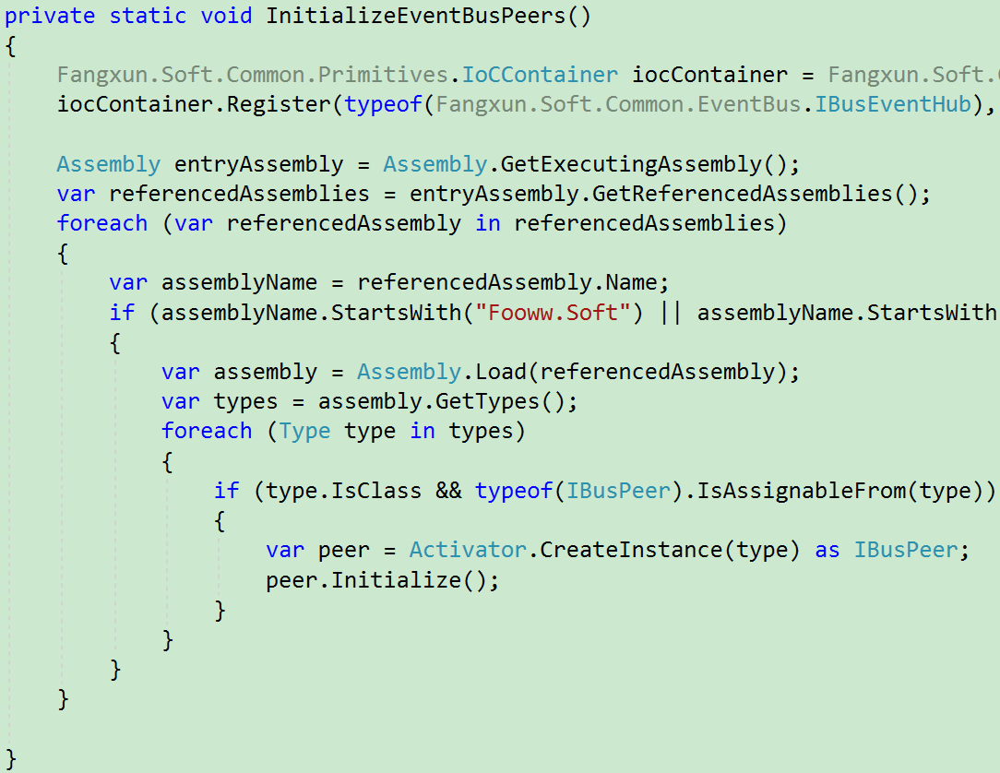 private static void InitializeEventBusPeers()
{
    Fangxun.Soft.Common.Primitives.IoCContainer iocContainer = Fangxun.Soft.
    iocContainer.Register(typeof(Fangxun.Soft.Common.EventBus.IBusEventHub),
    Assembly entryAssembly = Assembly.GetExecutingAssembly();
    var referencedAssemblies = entryAssembly.GetReferencedAssemblies();
    foreach (var referencedAssembly in referencedAssemblies)
    {
        var assemblyName = referencedAssembly.Name;
        if (assemblyName.StartsWith("Fooww.Soft") || assemblyName.StartsWith
        {
            var assembly = Assembly.Load(referencedAssembly);
            var types = assembly.GetTypes();
            foreach (Type type in types)
            {
                if (type.IsClass && typeof(IBusPeer).IsAssignableFrom(type))
                {
                    var peer = Activator.CreateInstance(type) as IBusPeer;
                    peer.Initialize();
                }
            }
        }
    }
}